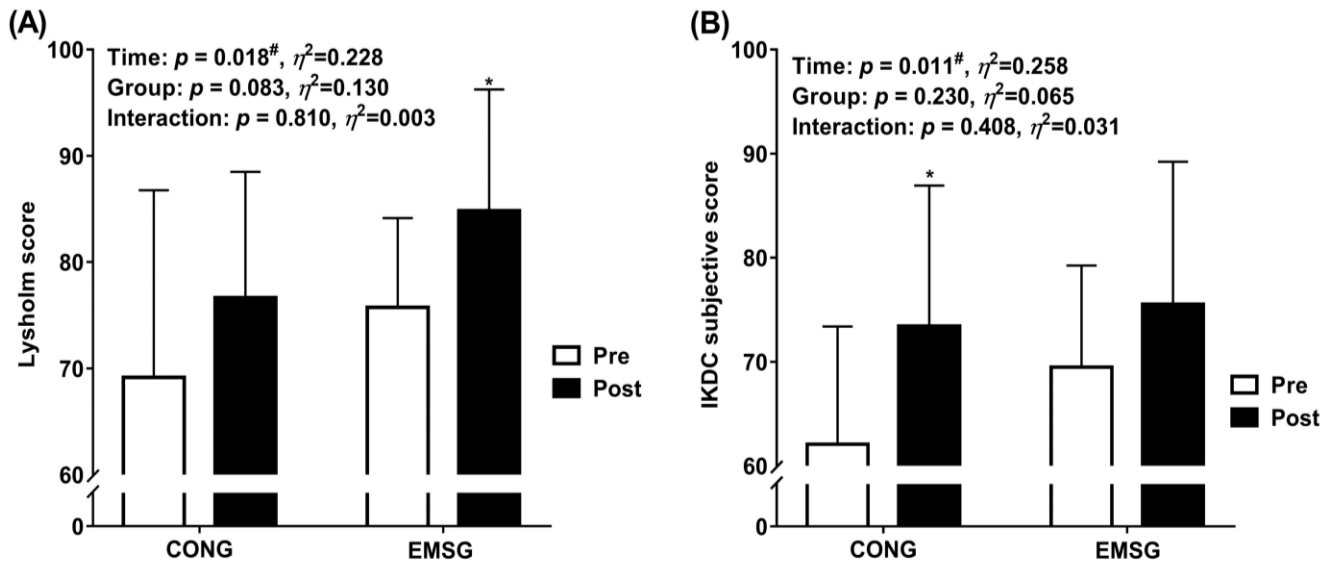 (A)
Time: p = 0.018#, η²=0.228
Group: p = 0.083, η²=0.130
Interaction: p = 0.810, η²=0.003
100
90
80
70
60
0
Lysholm score
*
Pre
Post
CONG
EMSG
(B)
Time: p = 0.011#, η²=0.258
Group: p = 0.230, η²=0.065
Interaction: p = 0.408, η²=0.031
100
90
80
70
60
0
IKDC subjective score
*
Pre
Post
CONG
EMSG